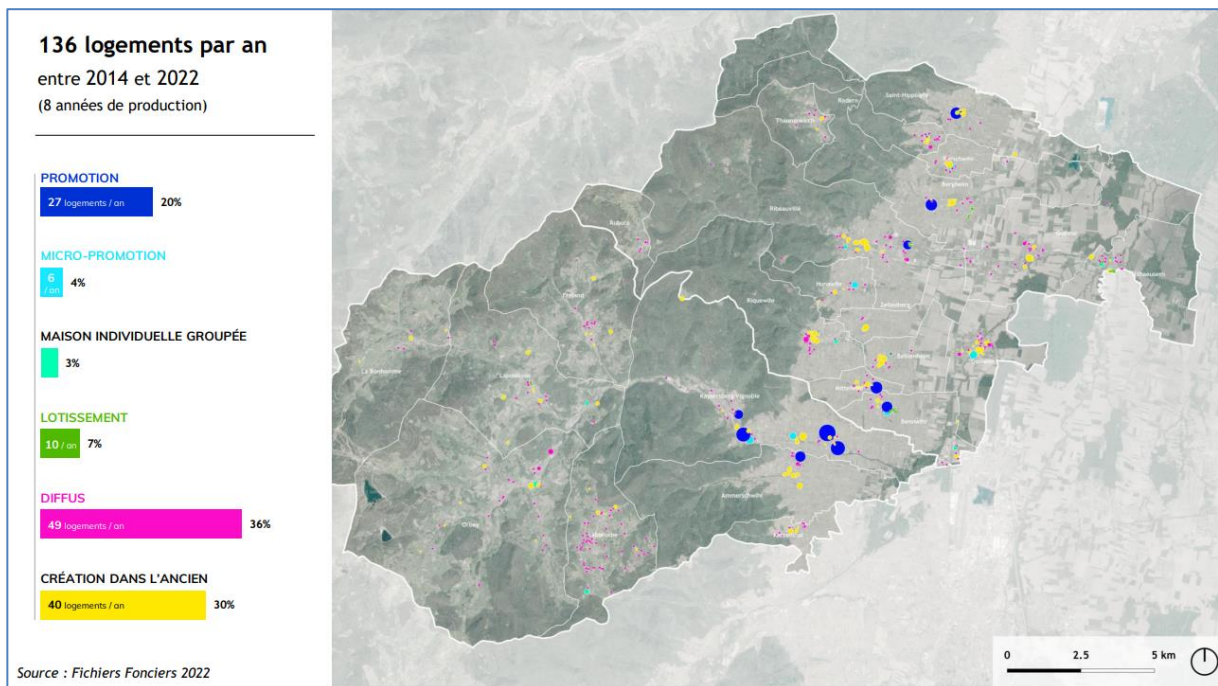 136 logements par an
entre 2014 et 2022
(8 années de production)
PROMOTION
27 logements / an 20%
MICRO-PROMOTION
6 / an 4%
MAISON INDIVIDUELLE GROUPÉE
3%
LOTISSEMENT
10 / an 7%
DIFFUS
49 logements / an 36%
CRÉATION DANS L'ANCIEN
40 logements / an 30%
Source : Fichiers Fonciers 2022
Saint-Hippolyte
Rodern
Thannenkirch
Bergheim
Ribeauvillé
Aubure
Hunawihr
Zellenberg
Riquewihr
Fréland
Beblenheim
Le Bonhomme
Lapoutroie
Kaysersberg Vignoble
Bennwihr
Ammerschwihr
Orbey
Labaroche
0 2.5 5 km